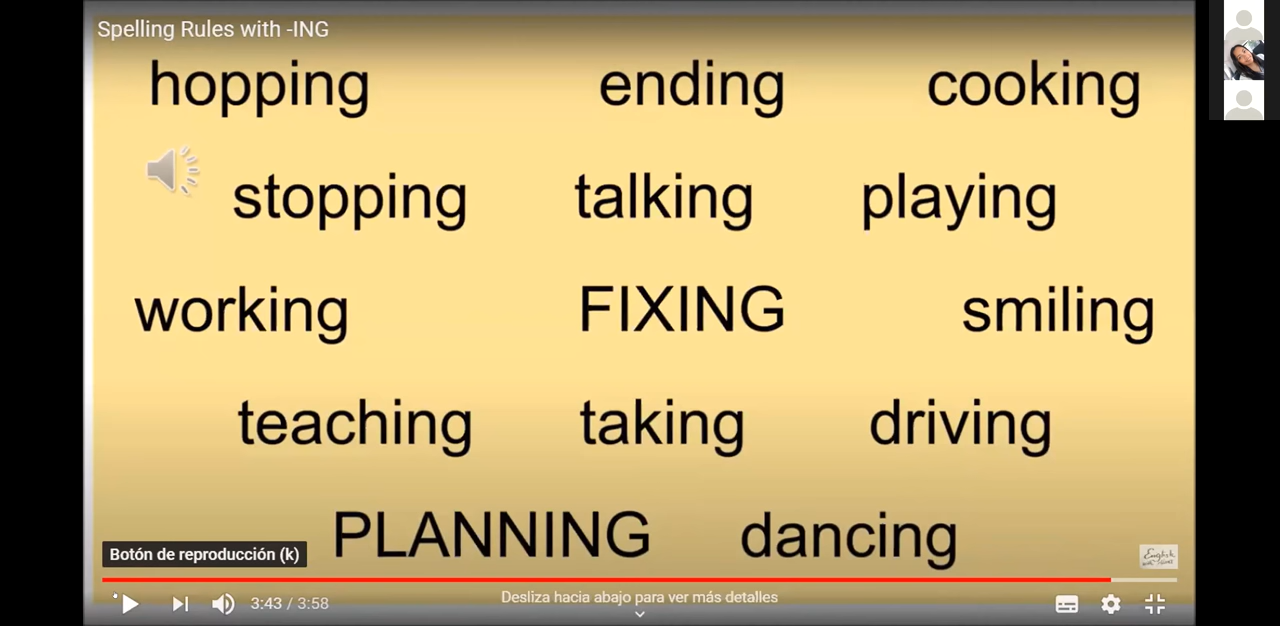 Spelling Rules with -ING
hopping ending cooking
stopping talking playing
working FIXING smiling
teaching taking driving
PLANNING dancing
Botón de reproducción (k)
English
3:43 / 3:58
Desliza hacia abajo para ver más detalles